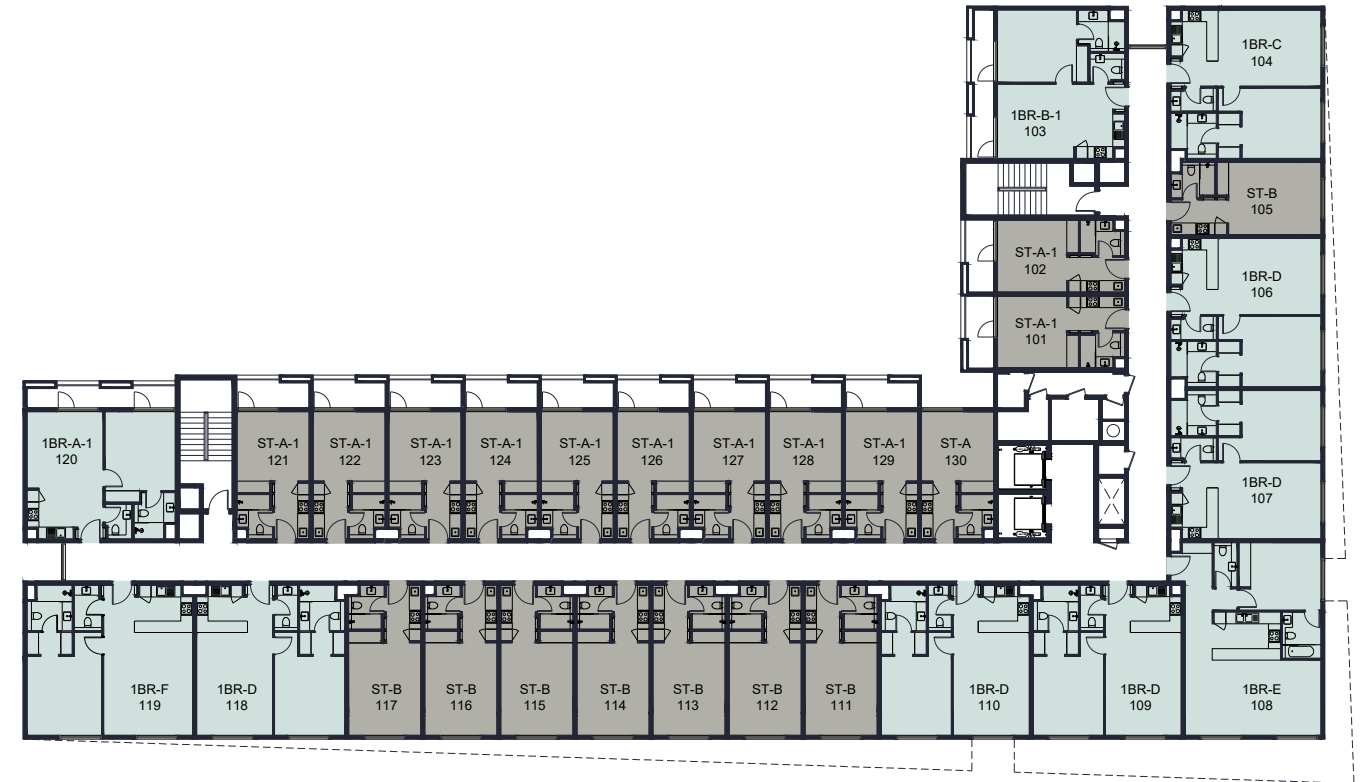 1BR-C
104
1BR-B-1
103
ST-B
105
ST-A-1
102
1BR-D
106
ST-A-1
101
1BR-A-1
120
ST-A-1
121
ST-A-1
122
ST-A-1
123
ST-A-1
124
ST-A-1
125
ST-A-1
126
ST-A-1
127
ST-A-1
128
ST-A-1
129
ST-A
130
1BR-D
107
1BR-F
119
1BR-D
118
ST-B
117
ST-B
116
ST-B
115
ST-B
114
ST-B
113
ST-B
112
ST-B
111
1BR-D
110
1BR-D
109
1BR-E
108